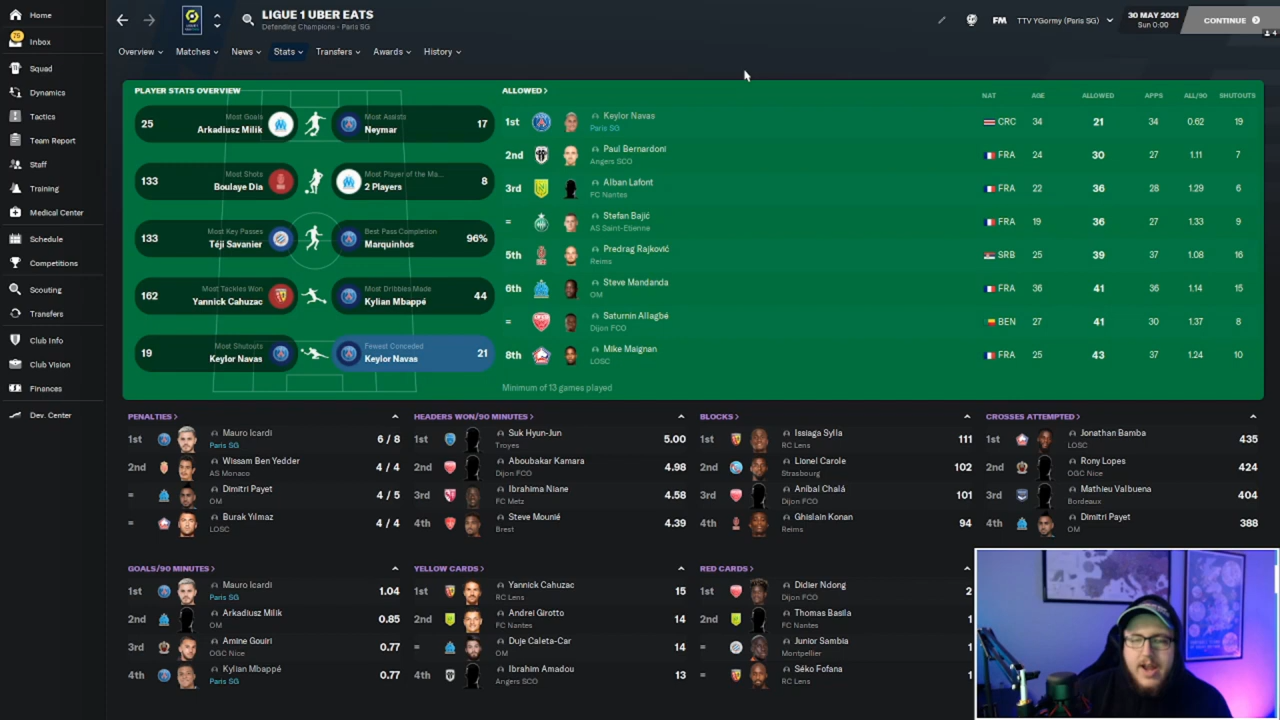 Home
LIGUE 1 UBER EATS
Defending Champions - Paris SG
FM TTV YGormy (Paris SG)
30 MAY 2021
Sun 0:00
CONTINUE
4
75
Inbox
Overview Matches News Stats Transfers Awards History
Squad
Dynamics
Tactics
Team Report
Staff
Training
Medical Center
Schedule
Competitions
Scouting
Transfers
Club Info
Club Vision
Finances
Dev. Center
PLAYER STATS OVERVIEW
25 Most Goals
Arkadiusz Milik
Most Assists
Neymar 17
133 Most Shots
Boulaye Dia
Most Player of the Ma...
2 Players 8
133 Most Key Passes
Téji Savanier
Best Pass Completion
Marquinhos 96%
162 Most Tackles Won
Yannick Cahuzac
Most Dribbles Made
Kylian Mbappé 44
19 Most Shutouts
Keylor Navas
Fewest Conceded
Keylor Navas 21
ALLOWED > NAT AGE ALLOWED APPS ALL/90 SHUTOUTS
1st Keylor Navas CRC 34 21 34 0.62 19
Paris SG
2nd Paul Bernardoni FRA 24 30 27 1.11 7
Angers SCO
3rd Alban Lafont FRA 22 36 28 1.29 6
FC Nantes
= Stefan Bajić FRA 19 36 27 1.33 9
AS Saint-Etienne
5th Predrag Rajković SRB 25 39 37 1.08 16
Reims
6th Steve Mandanda FRA 36 41 36 1.14 15
OM
= Saturnin Allagbé BEN 27 41 30 1.37 8
Dijon FCO
8th Mike Maignan FRA 25 43 37 1.24 10
LOSC
Minimum of 13 games played
PENALTIES >
1st Mauro Icardi 6 / 8
Paris SG
2nd Wissam Ben Yedder 4 / 4
AS Monaco
= Dimitri Payet 4 / 5
OM
= Burak Yılmaz 4 / 4
LOSC
HEADERS WON/90 MINUTES >
1st Suk Hyun-Jun 5.00
Troyes
2nd Aboubakar Kamara 4.98
Dijon FCO
3rd Ibrahima Niane 4.58
FC Metz
4th Steve Mounié 4.39
Brest
BLOCKS >
1st Issiaga Sylla 111
RC Lens
2nd Lionel Carole 102
Strasbourg
3rd Aníbal Chalá 101
Dijon FCO
4th Ghislain Konan 94
Reims
CROSSES ATTEMPTED >
1st Jonathan Bamba 435
LOSC
2nd Rony Lopes 424
OGC Nice
3rd Mathieu Valbuena 404
Bordeaux
4th Dimitri Payet 388
OM
GOALS/90 MINUTES >
1st Mauro Icardi 1.04
Paris SG
2nd Arkadiusz Milik 0.85
OM
3rd Amine Gouiri 0.77
OGC Nice
4th Kylian Mbappé 0.77
Paris SG
YELLOW CARDS >
1st Yannick Cahuzac 15
RC Lens
2nd Andrei Girotto 14
FC Nantes
= Duje Caleta-Car 14
OM
4th Ibrahim Amadou 13
Angers SCO
RED CARDS >
1st Didier Ndong 2
Dijon FCO
2nd Thomas Basila 1
FC Nantes
= Junior Sambia 1
Montpellier
= Séko Fofana 1
RC Lens